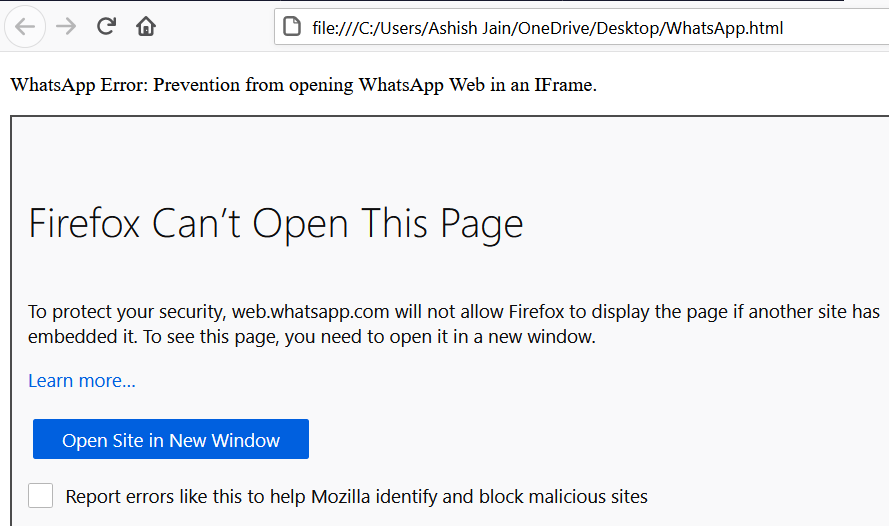 file:///C:/Users/Ashish Jain/OneDrive/Desktop/WhatsApp.html
WhatsApp Error: Prevention from opening WhatsApp Web in an IFrame.
Firefox Can’t Open This Page
To protect your security, web.whatsapp.com will not allow Firefox to display the page if another site has
embedded it. To see this page, you need to open it in a new window.
Learn more...
Open Site in New Window
Report errors like this to help Mozilla identify and block malicious sites